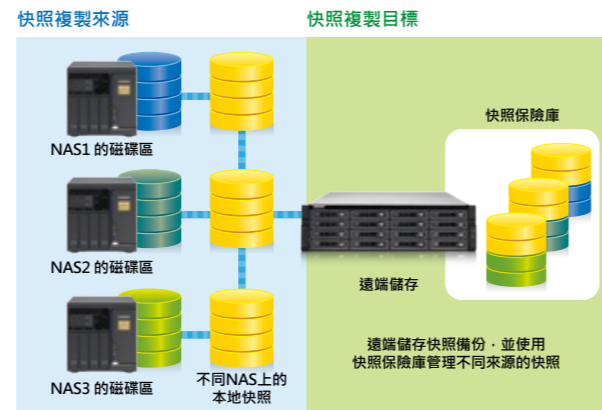 快照複製來源
快照複製目標
快照保險庫
NAS1 的磁碟區
NAS2 的磁碟區
遠端儲存
NAS3 的磁碟區
不同NAS上的
本地快照
遠端儲存快照備份，並使用
快照保險庫管理不同來源的快照